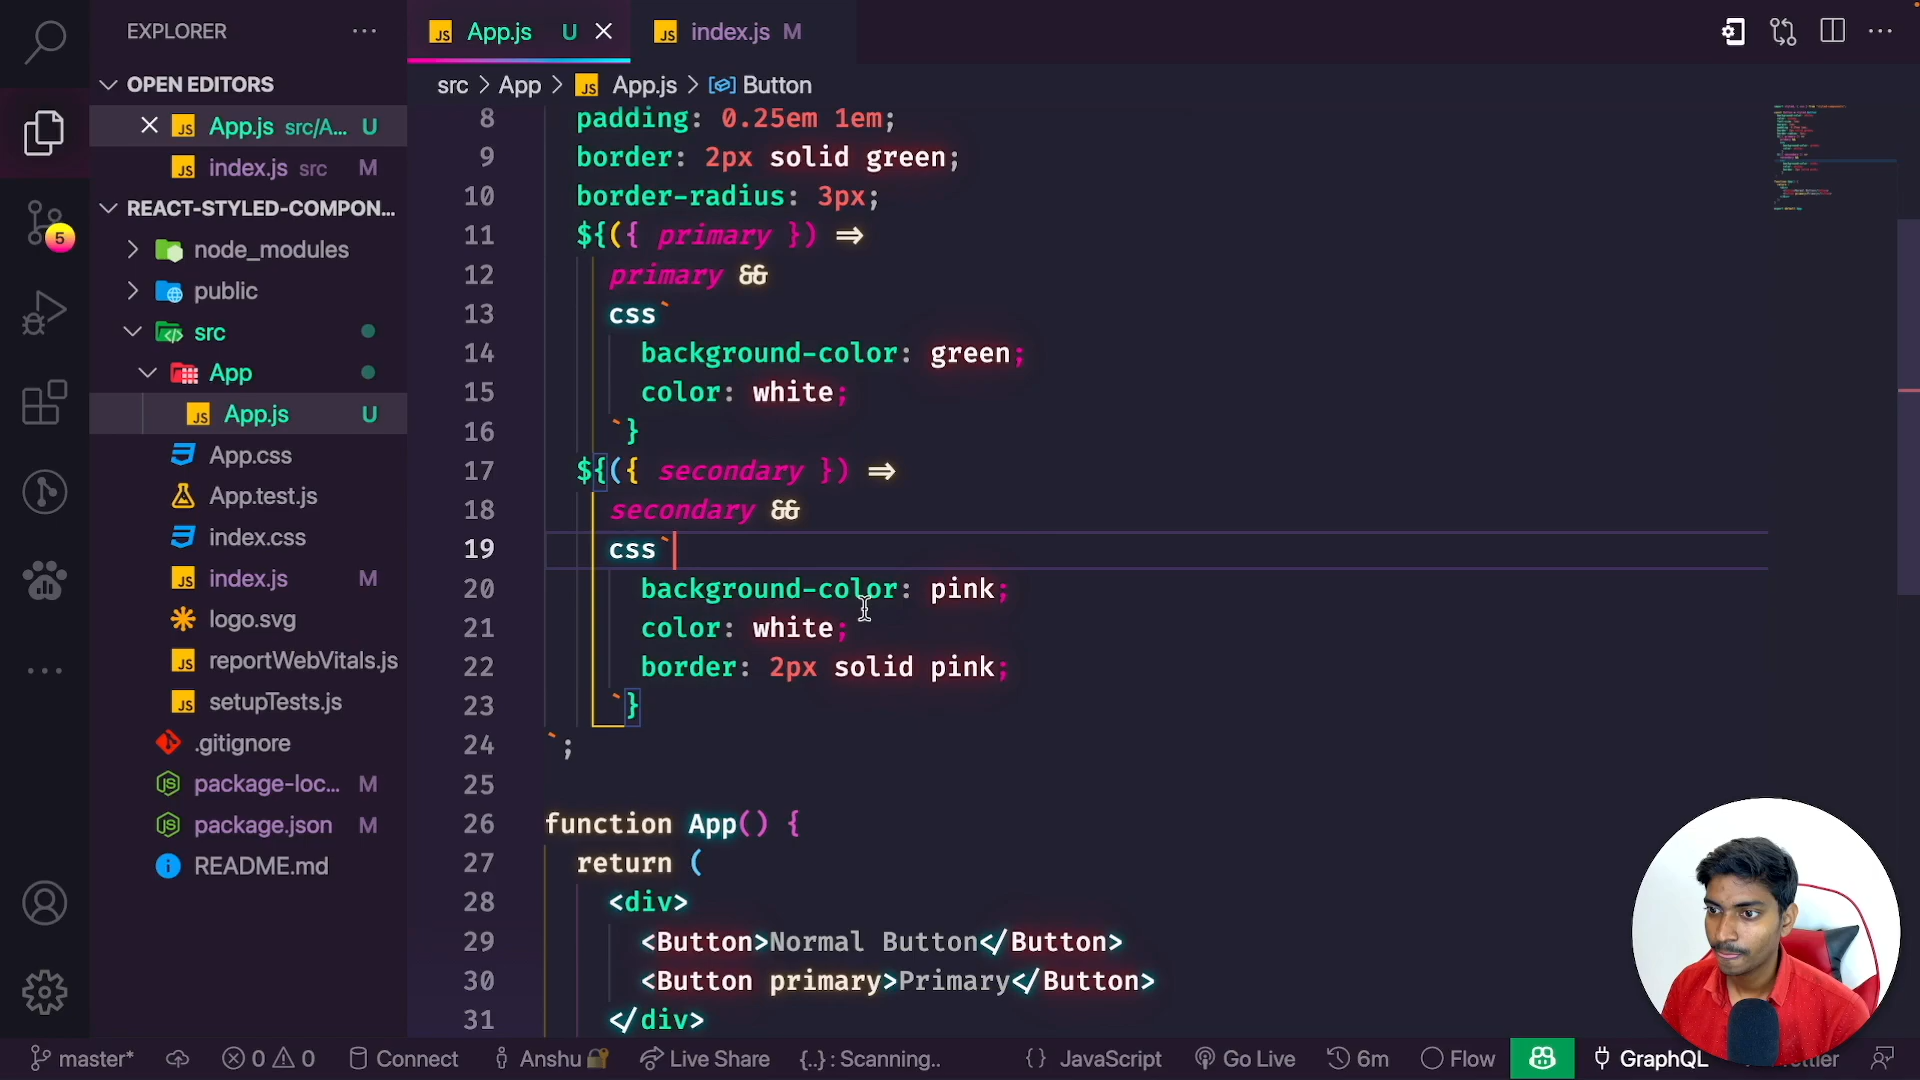 EXPLORER
App.js U
index.js M
OPEN EDITORS
App.js src/A... U
index.js src M
REACT-STYLED-COMPON...
node_modules
public
src
App
App.js U
App.css
App.test.js
index.css
index.js M
logo.svg
reportWebVitals.js
setupTests.js
.gitignore
package-loc... M
package.json M
README.md
5
src > App > JS App.js > Button
8 padding: 0.25em 1em;
9 border: 2px solid green;
10 border-radius: 3px;
11 ${({ primary }) =>
12 primary &&
13 css`
14 background-color: green;
15 color: white;
16 `}
17 ${({ secondary }) =>
18 secondary &&
19 css`
20 background-color: pink;
21 color: white;
22 border: 2px solid pink;
23 `}
24 `;
25
26 function App() {
27 return (
28 <div>
29 <Button>Normal Button</Button>
30 <Button primary>Primary</Button>
31 </div>
master* 0 0 Connect Anshu Live Share {..}: Scanning.. {} JavaScript Go Live 6m Flow GraphQL